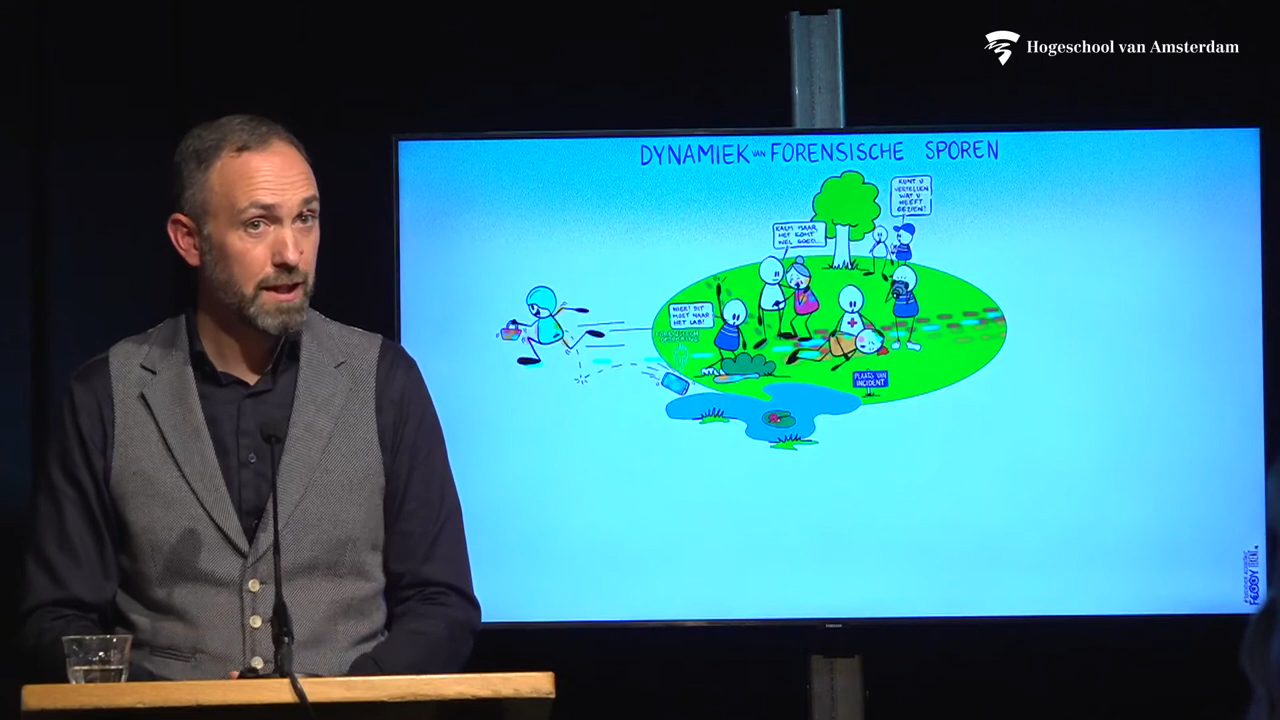 Hogeschool van Amsterdam
DYNAMIEK VAN FORENSISCHE SPOREN
KUNT U
VERTELLEN
WAT U
HEEFT
GEZIEN?
KALM MAAR,
HET KOMT
WEL GOED...
HIER! DIT
MOET NAAR
HET LAB!
PLAATS VAN
INCIDENT